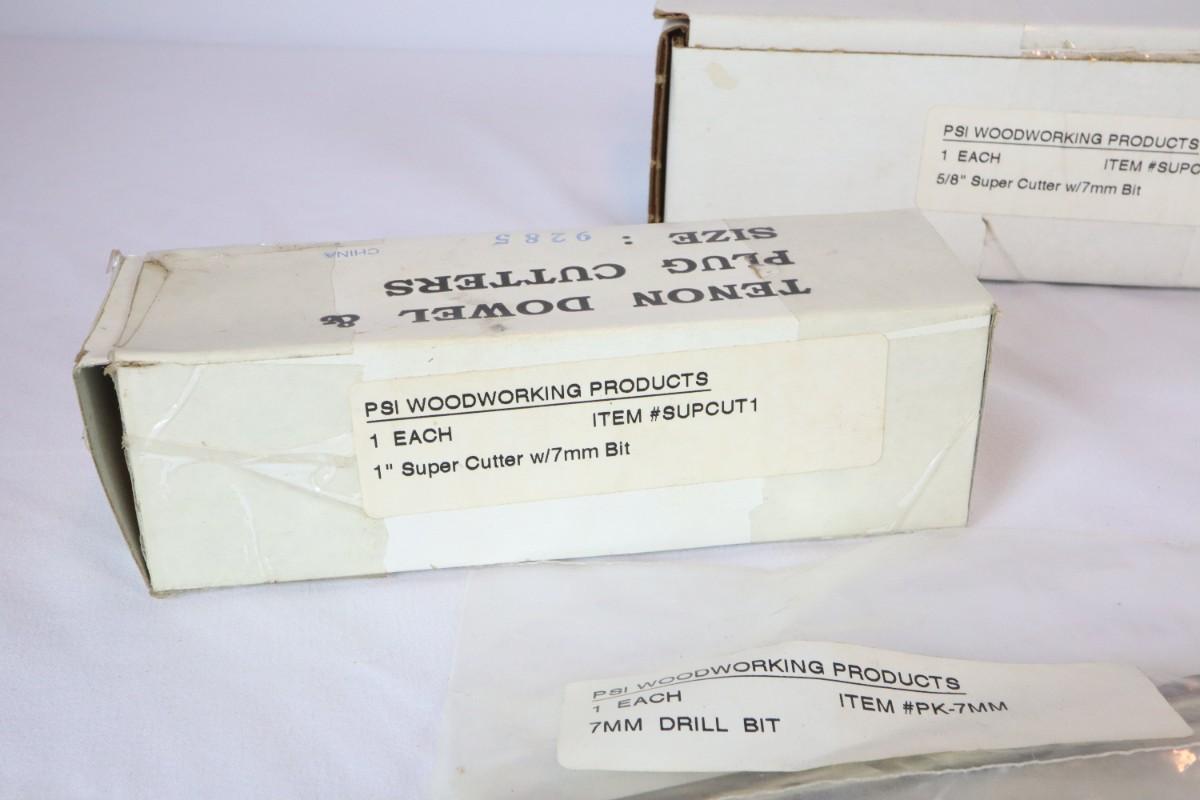 PSI WOODWORKING PRODUCTS
1 EACH ITEM #SUPC
5/8" Super Cutter w/7mm Bit
TENON DOWEL &
PLUG CUTTERS
SIZE : 9285
CHINA
PSI WOODWORKING PRODUCTS
1 EACH ITEM #SUPCUT1
1" Super Cutter w/7mm Bit
PSI WOODWORKING PRODUCTS
1 EACH ITEM #PK-7MM
7MM DRILL BIT